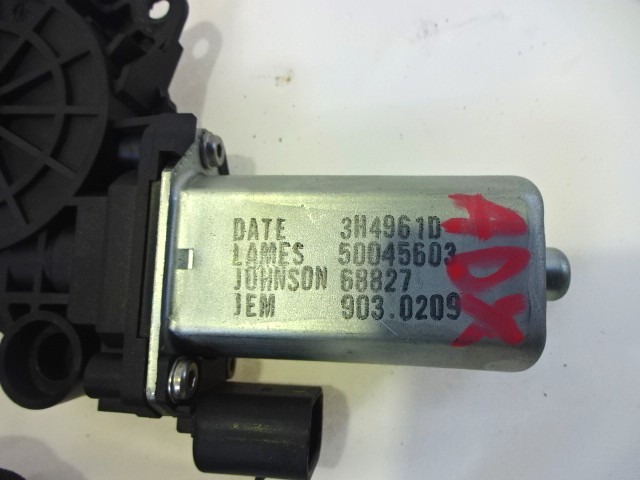 DATE 3H4961D
LAMES 50045603
JOHNSON 68827
JEM 903.0209
ADX